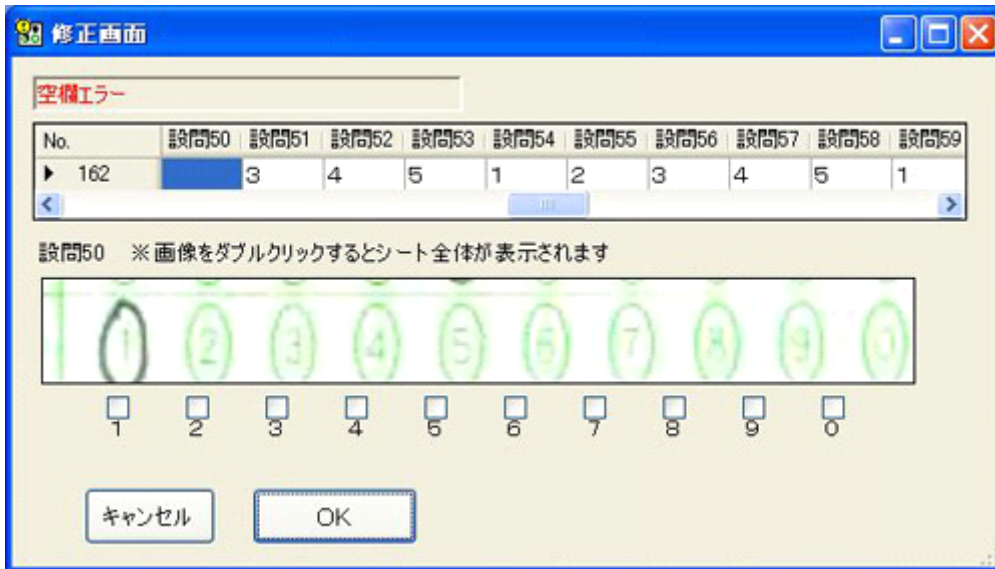 修正画面
空欄エラー
No. 設問50 設問51 設問52 設問53 設問54 設問55 設問56 設問57 設問58 設問59
162 3 4 5 1 2 3 4 5 1
設問50 ※画像をダブルクリックするとシート全体が表示されます
1 2 3 4 5 6 7 8 9 0
1 2 3 4 5 6 7 8 9 0
キャンセル OK